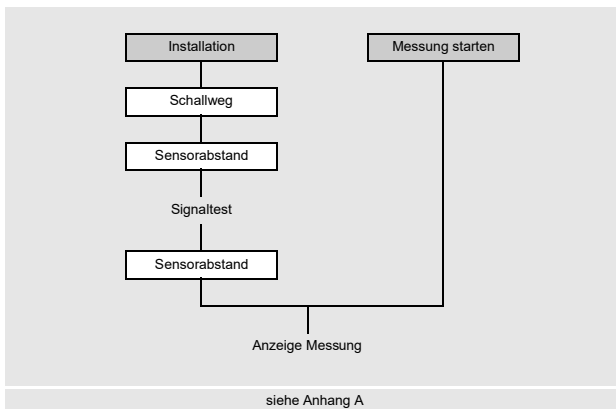 Installation
Messung starten
Schallweg
Sensorabstand
Signaltest
Sensorabstand
Anzeige Messung
siehe Anhang A